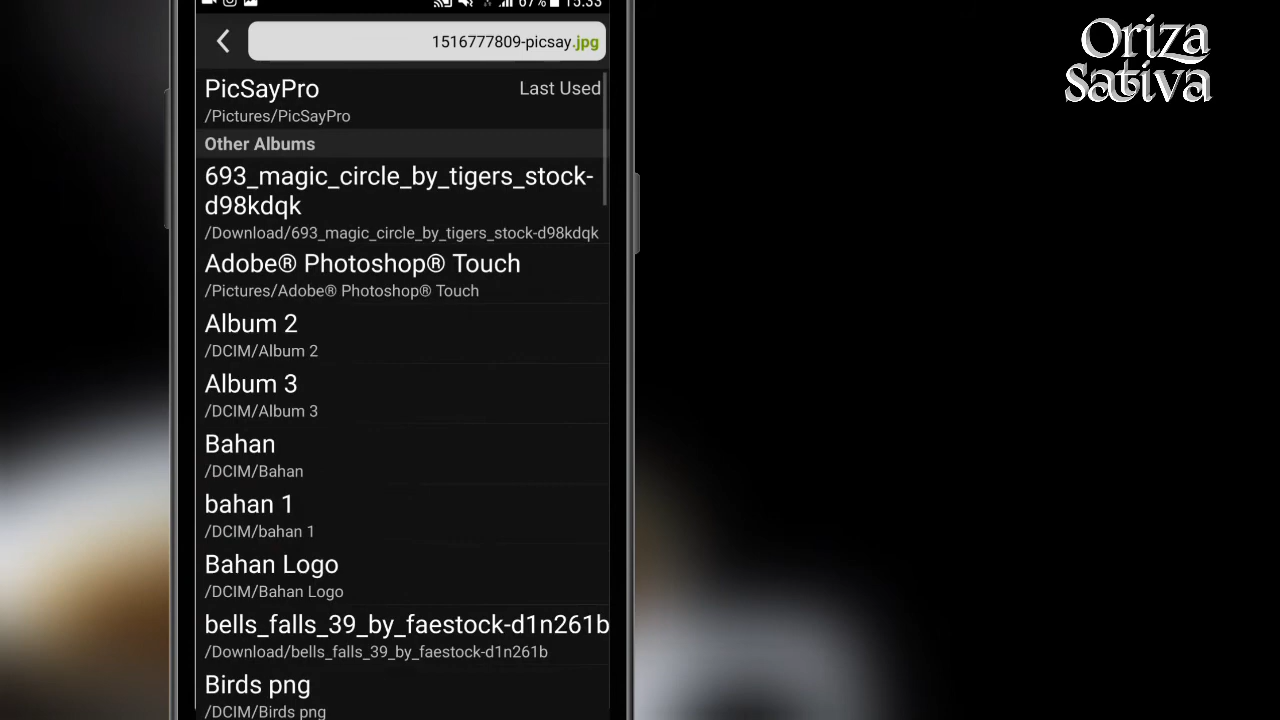 67% 15.33
1516777809-picsay.jpg
PicSayPro
Last Used
/Pictures/PicSayPro
Other Albums
693_magic_circle_by_tigers_stock-
d98kdqk
/Download/693_magic_circle_by_tigers_stock-d98kdqk
Adobe® Photoshop® Touch
/Pictures/Adobe® Photoshop® Touch
Album 2
/DCIM/Album 2
Album 3
/DCIM/Album 3
Bahan
/DCIM/Bahan
bahan 1
/DCIM/bahan 1
Bahan Logo
/DCIM/Bahan Logo
bells_falls_39_by_faestock-d1n261b
/Download/bells_falls_39_by_faestock-d1n261b
Birds png
/DCIM/Birds png
Oriza
Sativa